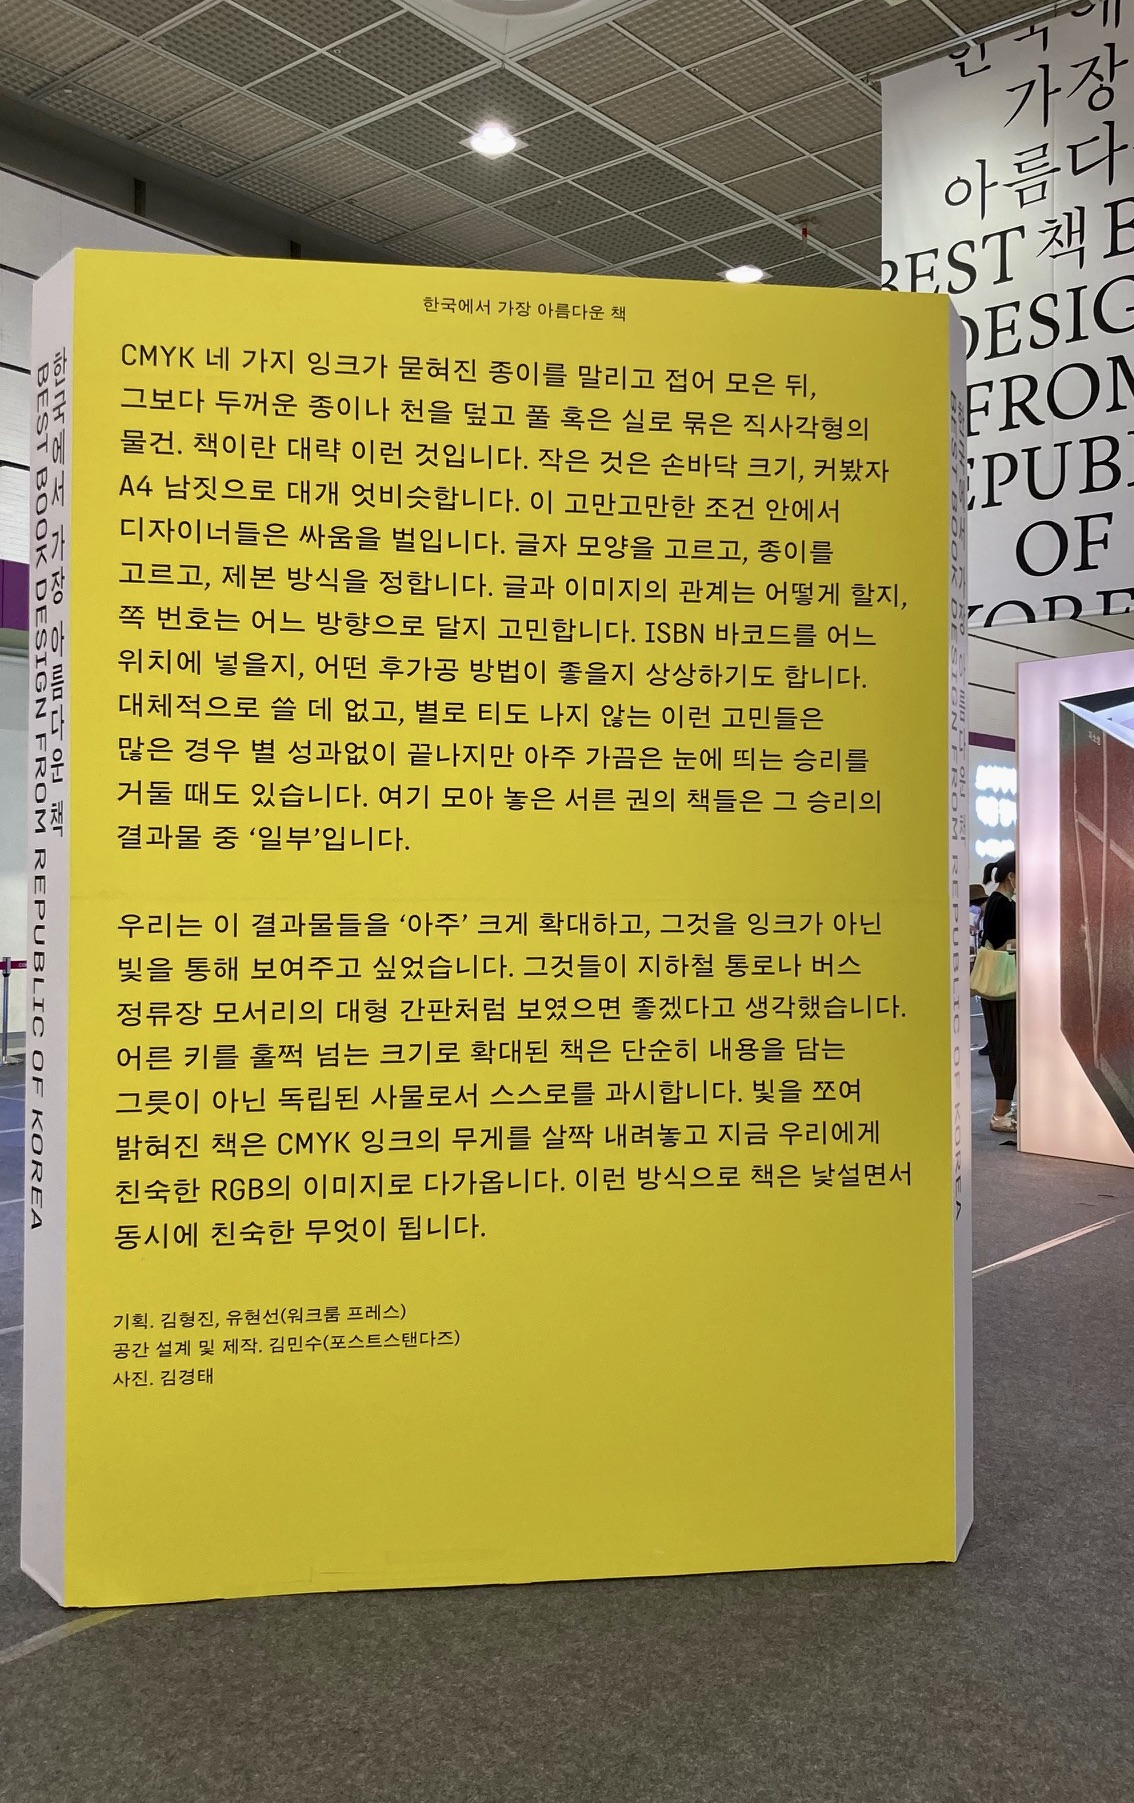 한국에서 가장 아름다운 책
CMYK 네 가지 잉크가 묻혀진 종이를 말리고 접어 모은 뒤,
그보다 두꺼운 종이나 천을 덮고 풀 혹은 실로 묶은 직사각형의
물건. 책이란 대략 이런 것입니다. 작은 것은 손바닥 크기, 커봤자
A4 남짓으로 대개 엇비슷합니다. 이 고만고만한 조건 안에서
디자이너들은 싸움을 벌입니다. 글자 모양을 고르고, 종이를
고르고, 제본 방식을 정합니다. 글과 이미지의 관계는 어떻게 할지,
쪽 번호는 어느 방향으로 달지 고민합니다. ISBN 바코드를 어느
위치에 넣을지, 어떤 후가공 방법이 좋을지 상상하기도 합니다.
대체적으로 쓸 데 없고, 별로 티도 나지 않는 이런 고민들은
많은 경우 별 성과없이 끝나지만 아주 가끔은 눈에 띄는 승리를
거둘 때도 있습니다. 여기 모아 놓은 서른 권의 책들은 그 승리의
결과물 중 ‘일부’입니다.
우리는 이 결과물들을 ‘아주’ 크게 확대하고, 그것을 잉크가 아닌
빛을 통해 보여주고 싶었습니다. 그것들이 지하철 통로나 버스
정류장 모서리의 대형 간판처럼 보였으면 좋겠다고 생각했습니다.
어른 키를 훌쩍 넘는 크기로 확대된 책은 단순히 내용을 담는
그릇이 아닌 독립된 사물로서 스스로를 과시합니다. 빛을 쪼여
밝혀진 책은 CMYK 잉크의 무게를 살짝 내려놓고 지금 우리에게
친숙한 RGB의 이미지로 다가옵니다. 이런 방식으로 책은 낯설면서
동시에 친숙한 무엇이 됩니다.
기획. 김형진, 유현선(워크룸 프레스)
공간 설계 및 제작. 김민수(포스트스탠다즈)
사진. 김경태
한국에서 가장 아름다운 책
BEST BOOK DESIGN FROM REPUBLIC OF KOREA
BEST BOOK DESIGN FROM REPUBLIC OF KOREA
가장
아름다
BEST 책 B
DESIG
FROM
EPUBL
OF
KORE